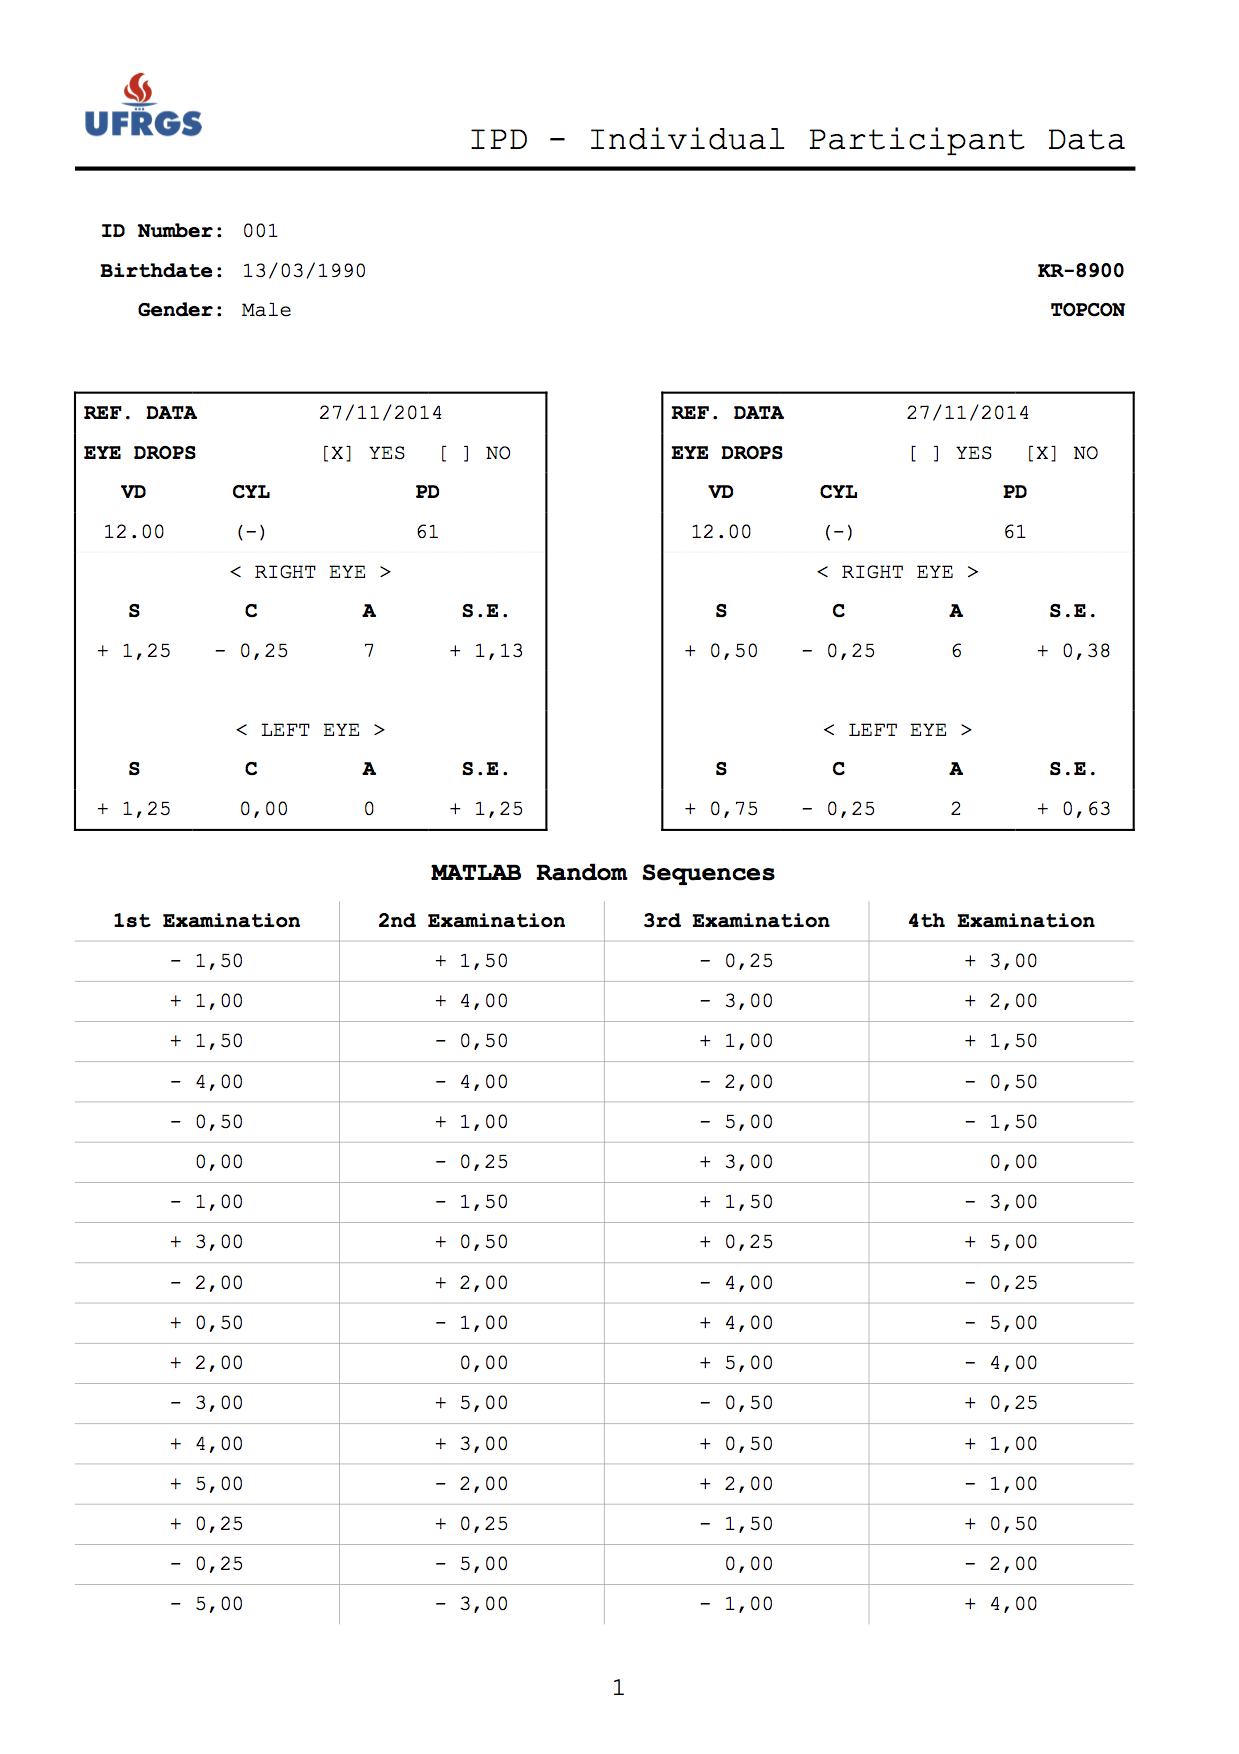 UFRGS
IPD - Individual Participant Data
ID Number: 001
Birthdate: 13/03/1990 KR-8900
Gender: Male TOPCON
REF. DATA 27/11/2014
EYE DROPS [X] YES [ ] NO
VD CYL PD
12.00 (-) 61
< RIGHT EYE >
S C A S.E.
+ 1,25 - 0,25 7 + 1,13
< LEFT EYE >
S C A S.E.
+ 1,25 0,00 0 + 1,25
REF. DATA 27/11/2014
EYE DROPS [ ] YES [X] NO
VD CYL PD
12.00 (-) 61
< RIGHT EYE >
S C A S.E.
+ 0,50 - 0,25 6 + 0,38
< LEFT EYE >
S C A S.E.
+ 0,75 - 0,25 2 + 0,63
MATLAB Random Sequences
1st Examination 2nd Examination 3rd Examination 4th Examination
- 1,50 + 1,50 - 0,25 + 3,00
+ 1,00 + 4,00 - 3,00 + 2,00
+ 1,50 - 0,50 + 1,00 + 1,50
- 4,00 - 4,00 - 2,00 - 0,50
- 0,50 + 1,00 - 5,00 - 1,50
0,00 - 0,25 + 3,00 0,00
- 1,00 - 1,50 + 1,50 - 3,00
+ 3,00 + 0,50 + 0,25 + 5,00
- 2,00 + 2,00 - 4,00 - 0,25
+ 0,50 - 1,00 + 4,00 - 5,00
+ 2,00 0,00 + 5,00 - 4,00
- 3,00 + 5,00 - 0,50 + 0,25
+ 4,00 + 3,00 + 0,50 + 1,00
+ 5,00 - 2,00 + 2,00 - 1,00
+ 0,25 + 0,25 - 1,50 + 0,50
- 0,25 - 5,00 0,00 - 2,00
- 5,00 - 3,00 - 1,00 + 4,00
1